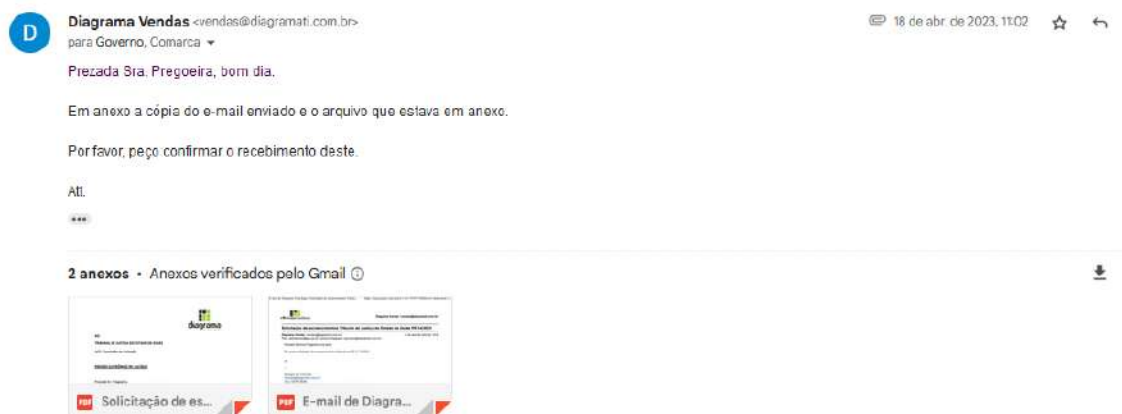 D
Diagrama Vendas <vendas@diagramati.com.br>
18 de abr. de 2023, 11:02
para Governo, Comarca
Prezada Sra. Pregoeira, bom dia.
Em anexo a cópia do e-mail enviado e o arquivo que estava em anexo.
Por favor, peço confirmar o recebimento deste.
Att.
2 anexos • Anexos verificados pelo Gmail
diagrama
PDF Solicitação de es...
PDF E-mail de Diagra...